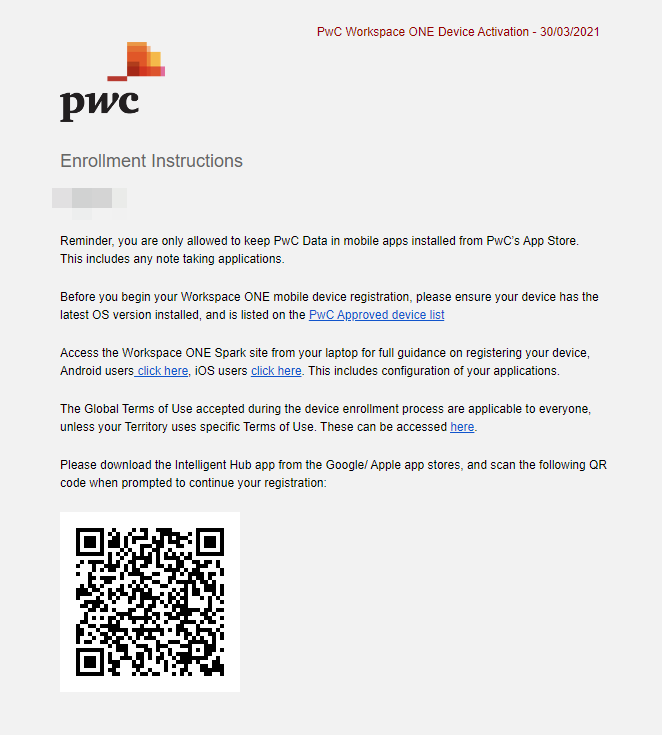 PwC Workspace ONE Device Activation - 30/03/2021
pwc
Enrollment Instructions
Reminder, you are only allowed to keep PwC Data in mobile apps installed from PwC's App Store.
This includes any note taking applications.
Before you begin your Workspace ONE mobile device registration, please ensure your device has the
latest OS version installed, and is listed on the PwC Approved device list
Access the Workspace ONE Spark site from your laptop for full guidance on registering your device,
Android users click here, iOS users click here. This includes configuration of your applications.
The Global Terms of Use accepted during the device enrollment process are applicable to everyone,
unless your Territory uses specific Terms of Use. These can be accessed here.
Please download the Intelligent Hub app from the Google/ Apple app stores, and scan the following QR
code when prompted to continue your registration: